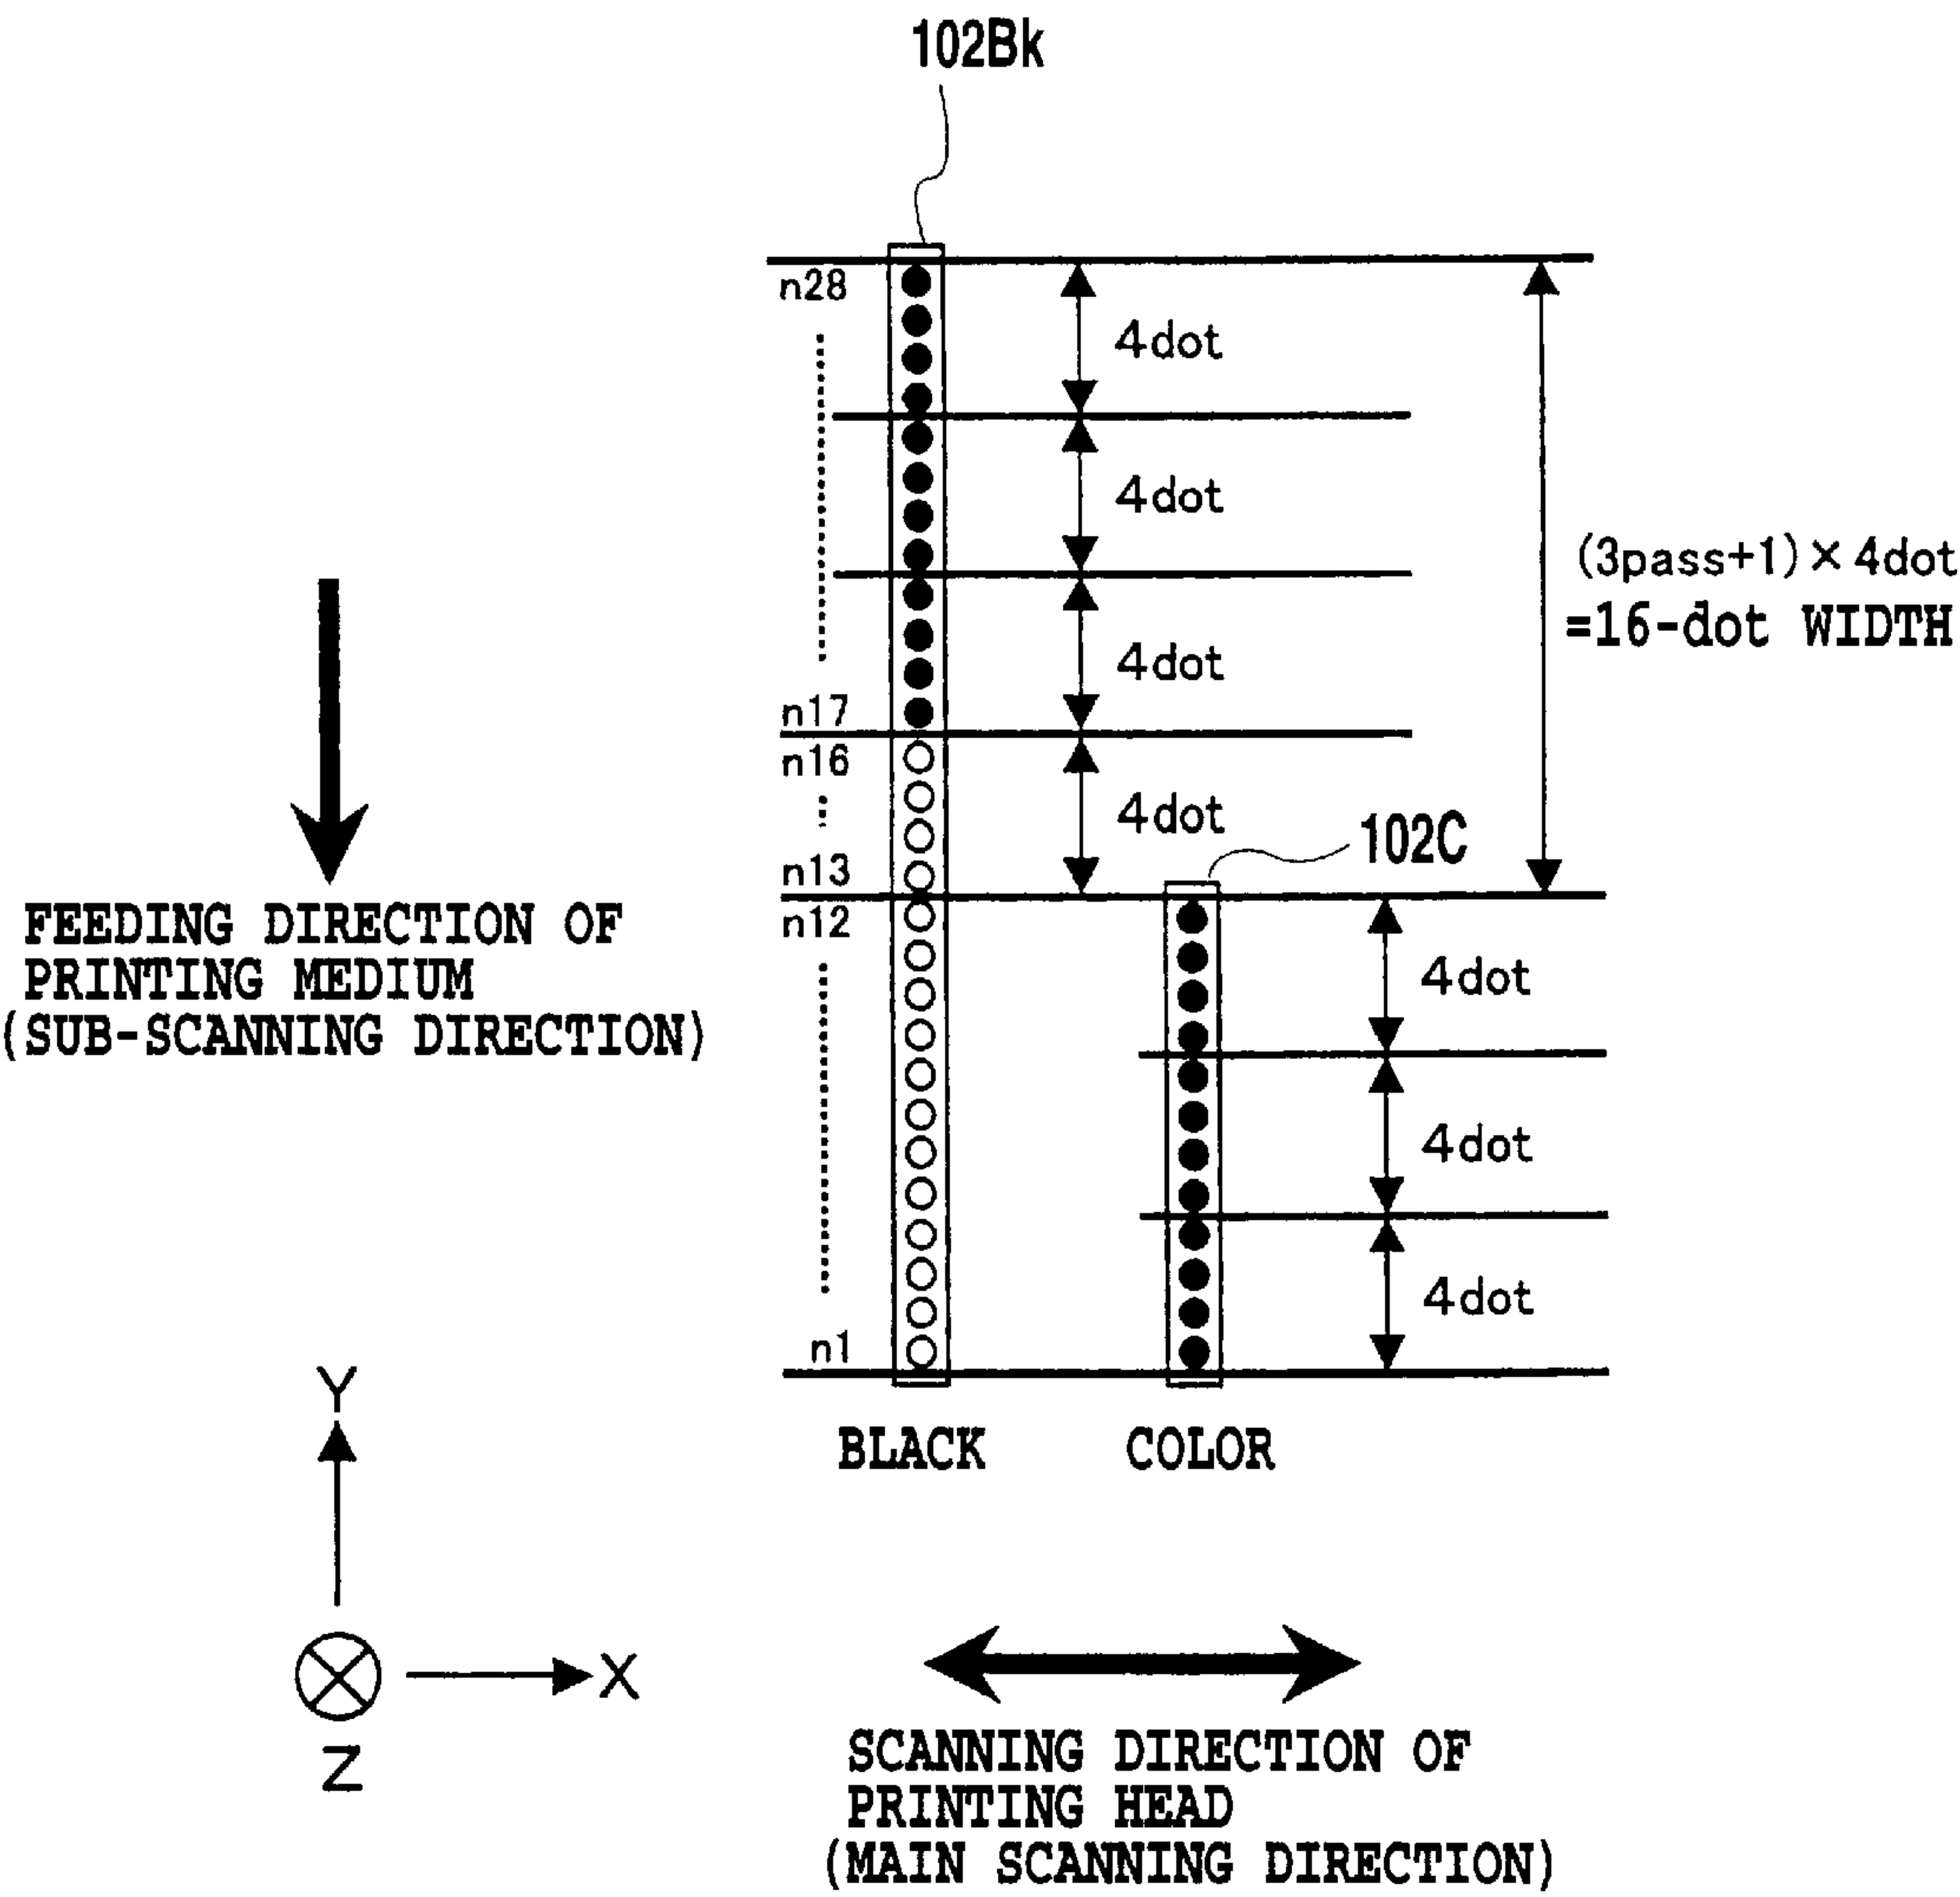 102Bk
n28
4dot
4dot
(3pass+1)×4dot
=16-dot WIDTH
4dot
n17
n16
4dot
102C
n13
n12
FEEDING DIRECTION OF
PRINTING MEDIUM
(SUB-SCANNING DIRECTION)
4dot
4dot
4dot
n1
Y
BLACK
COLOR
X
Z
SCANNING DIRECTION OF
PRINTING HEAD
(MAIN SCANNING DIRECTION)